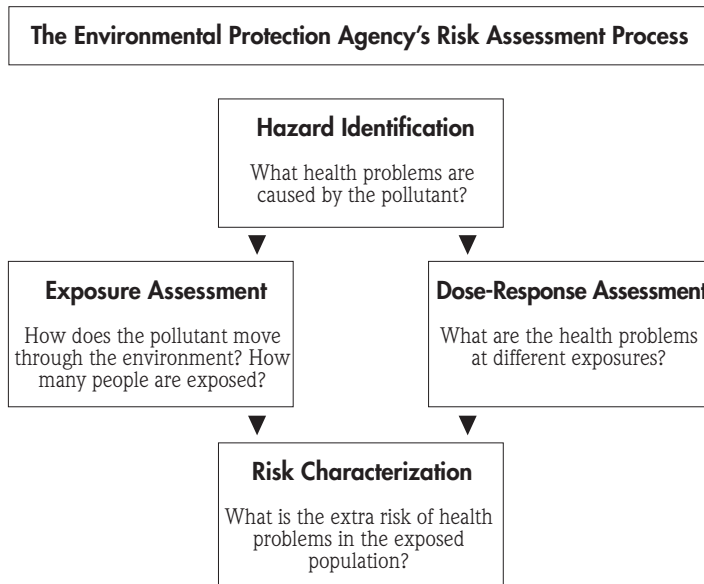 The Environmental Protection Agency's Risk Assessment Process
Hazard Identification
What health problems are
caused by the pollutant?
Exposure Assessment
How does the pollutant move
through the environment? How
many people are exposed?
Dose-Response Assessment
What are the health problems
at different exposures?
Risk Characterization
What is the extra risk of health
problems in the exposed
population?